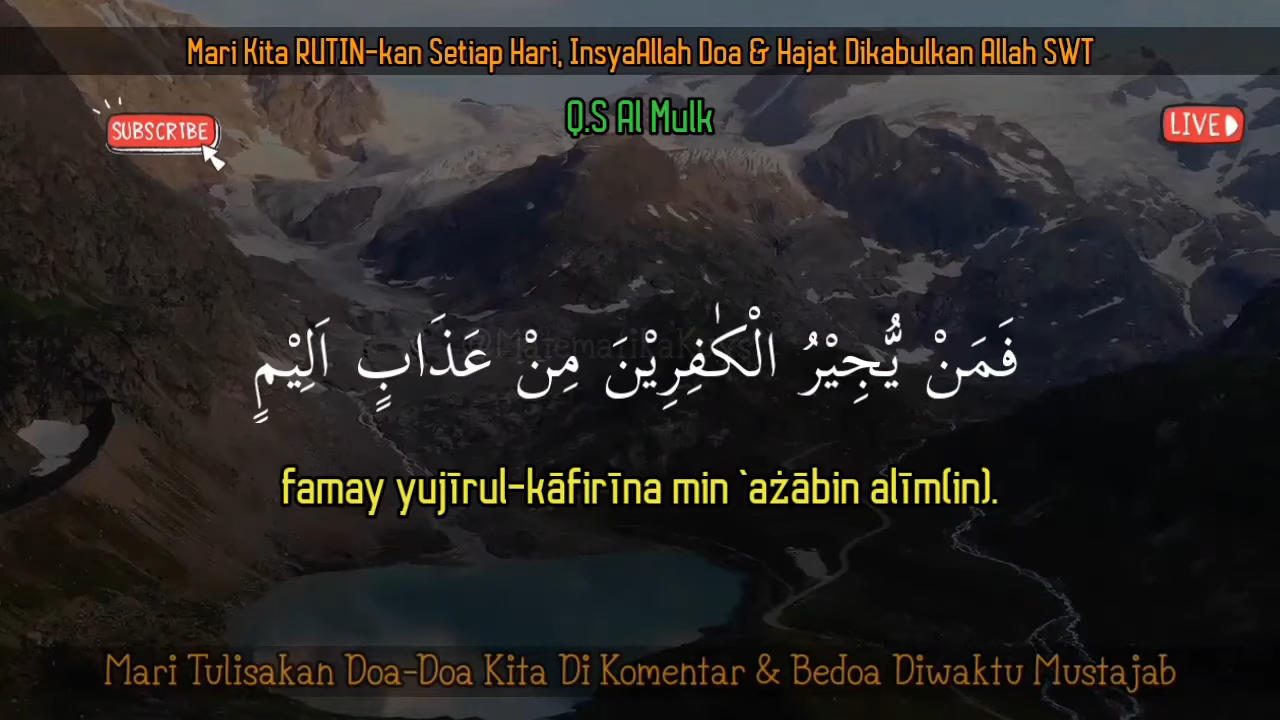 Mari Kita RUTIN-kan Setiap Hari, InsyaAllah Doa & Hajat Dikabulkan Allah SWT
Q.S Al Mulk
SUBSCRIBE
LIVE
فَمَنْ يُّجِيْرُ الْكٰفِرِيْنَ مِنْ عَذَابٍ اَلِيْمٍ
famay yujīrul-kāfirīna min `ażābin alīm(in).
Mari Tulisakan Doa-Doa Kita Di Komentar & Bedoa Diwaktu Mustajab